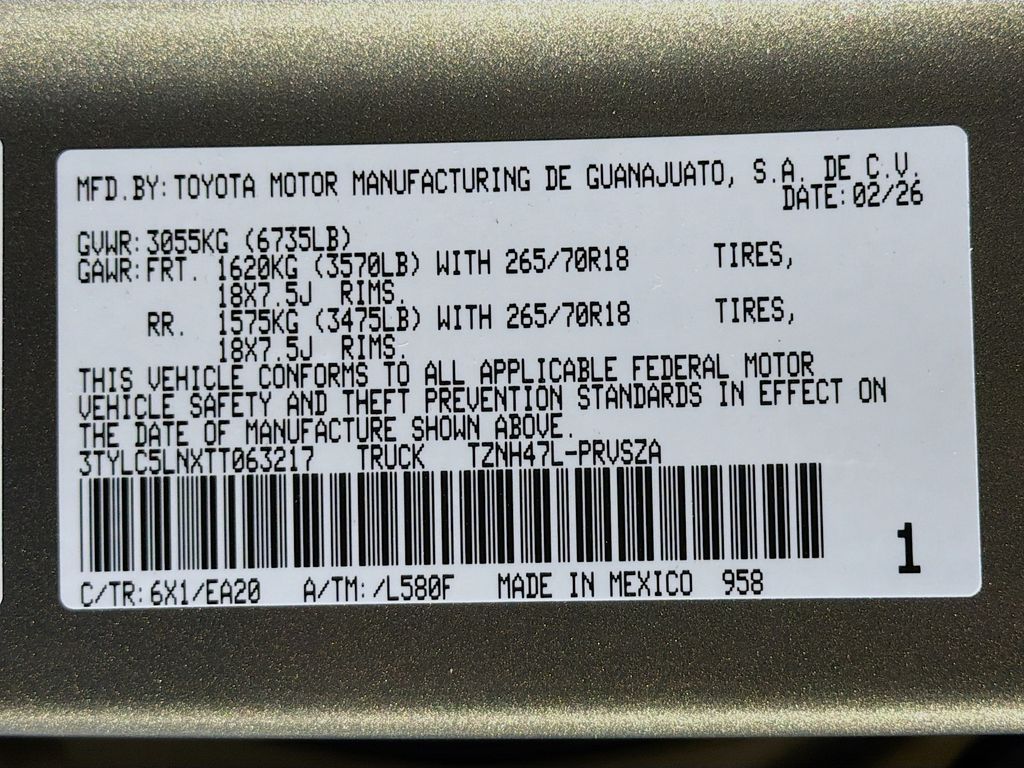 MFD.BY:TOYOTA MOTOR MANUFACTURING DE GUANAJUATO, S.A. DE C.V.
DATE:02/26
GVWR:3055KG (6735LB)
GAWR:FRT. 1620KG (3570LB) WITH 265/70R18 TIRES,
18X7.5J RIMS.
RR. 1575KG (3475LB) WITH 265/70R18 TIRES,
18X7.5J RIMS.
THIS VEHICLE CONFORMS TO ALL APPLICABLE FEDERAL MOTOR
VEHICLE SAFETY AND THEFT PREVENTION STANDARDS IN EFFECT ON
THE DATE OF MANUFACTURE SHOWN ABOVE.
3TYLC5LNXTT063217 TRUCK TZNH47L-PRVSZA
1
C/TR:6X1/EA20 A/TM:/L580F MADE IN MEXICO 958